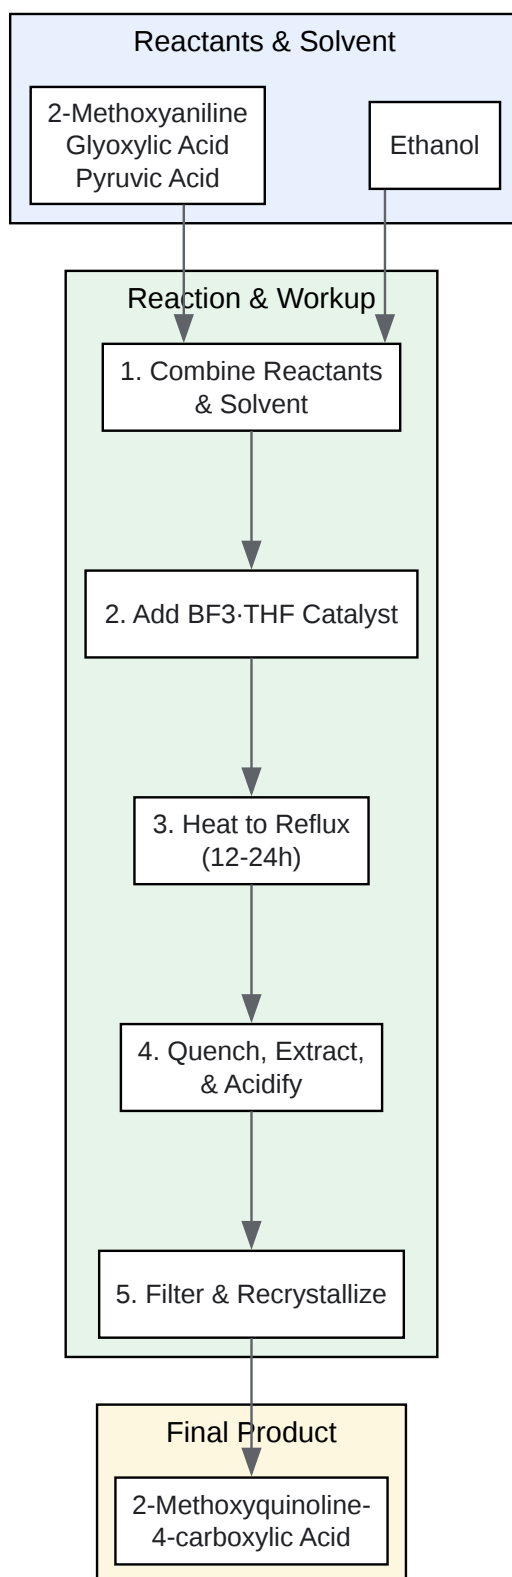 Reactants & Solvent
2-Methoxyaniline
Glyoxylic Acid
Pyruvic Acid
Ethanol
Reaction & Workup
1. Combine Reactants
& Solvent
2. Add BF3·THF Catalyst
3. Heat to Reflux
(12-24h)
4. Quench, Extract,
& Acidify
5. Filter & Recrystallize
Final Product
2-Methoxyquinoline-
4-carboxylic Acid